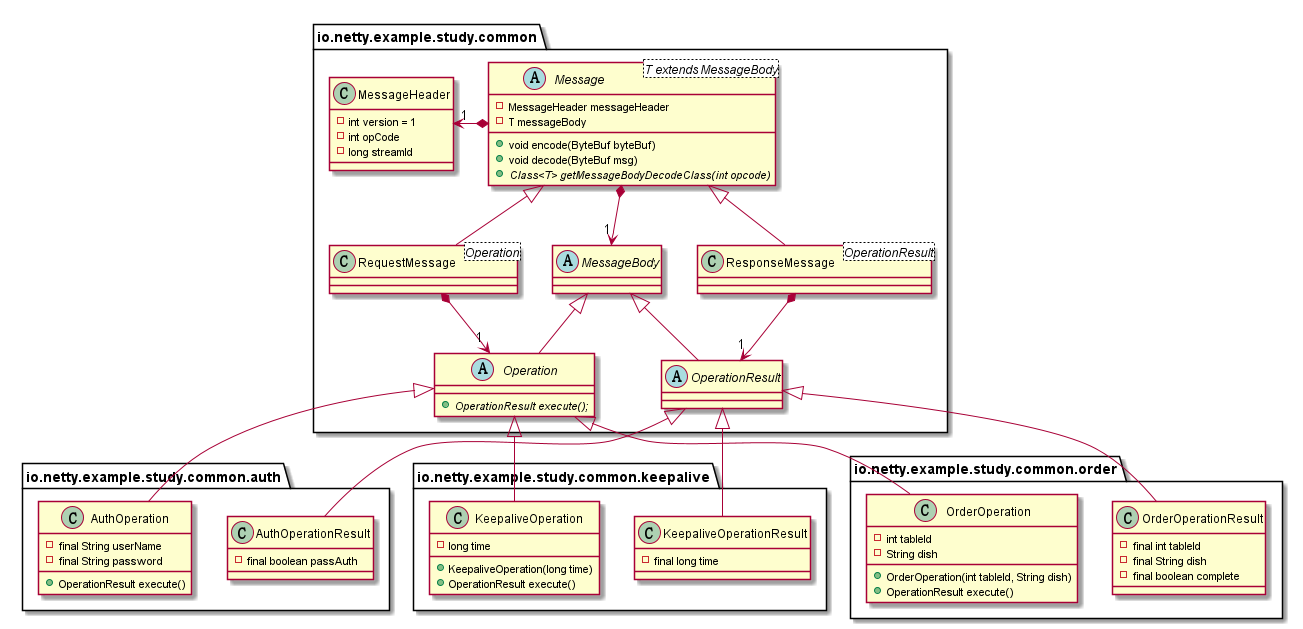 io.netty.example.study.common
C MessageHeader
int version = 1
int opCode
long streamId
1
A Message
T extends MessageBody
MessageHeader messageHeader
T messageBody
void encode(ByteBuf byteBuf)
void decode(ByteBuf msg)
Class<T> getMessageBodyDecodeClass(int opcode)
1
C RequestMessage
Operation
A MessageBody
C ResponseMessage
OperationResult
1
1
A Operation
OperationResult execute();
A OperationResult
io.netty.example.study.common.auth
C AuthOperation
final String userName
final String password
OperationResult execute()
C AuthOperationResult
final boolean passAuth
io.netty.example.study.common.keepalive
C KeepaliveOperation
long time
KeepaliveOperation(long time)
OperationResult execute()
C KeepaliveOperationResult
final long time
io.netty.example.study.common.order
C OrderOperation
int tableId
String dish
OrderOperation(int tableId, String dish)
OperationResult execute()
C OrderOperationResult
final int tableId
final String dish
final boolean complete